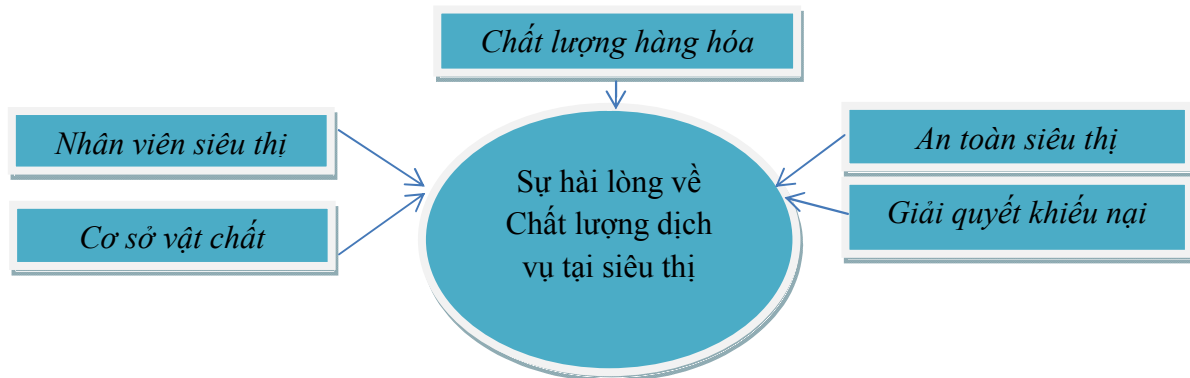 Chất lượng hàng hóa
Nhân viên siêu thị
Cơ sở vật chất
Sự hài lòng về
Chất lượng dịch
vụ tại siêu thị
An toàn siêu thị
Giải quyết khiếu nại